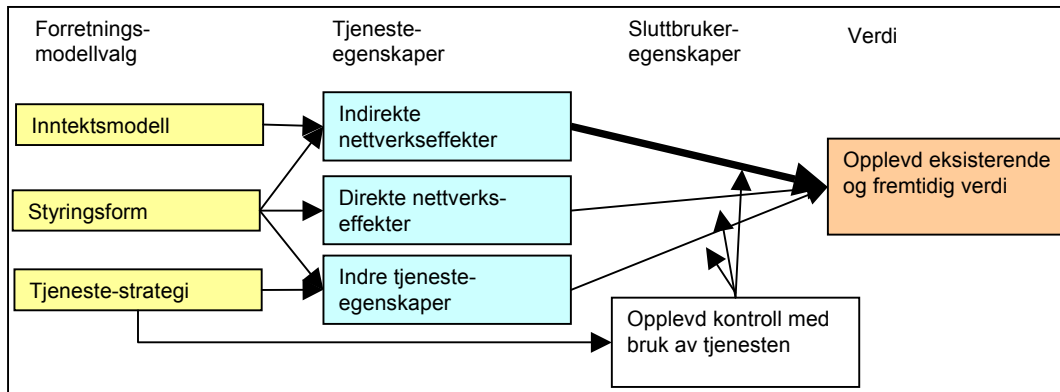 Forretnings-
modellvalg
Tjeneste-
egenskaper
Sluttbruker-
egenskaper
Verdi
Inntektsmodell
Indirekte
nettverkseffekter
Opplevd eksisterende
og fremtidig verdi
Styringsform
Direkte nettverks-
effekter
Tjeneste-strategi
Indre tjeneste-
egenskaper
Opplevd kontroll med
bruk av tjenesten